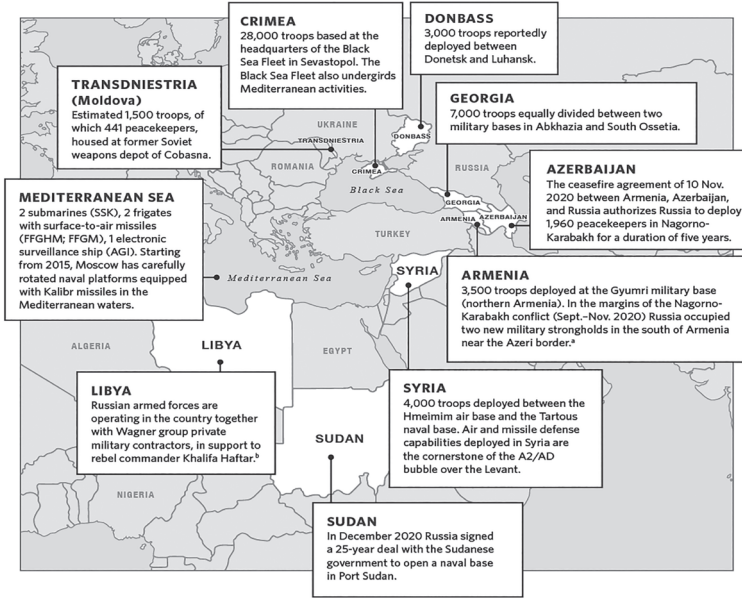 CRIMEA
28,000 troops based at the
headquarters of the Black
Sea Fleet in Sevastopol. The
Black Sea Fleet also undergirds
Mediterranean activities.
DONBASS
3,000 troops reportedly
deployed between
Donetsk and Luhansk.
TRANSDNIESTRIA
(Moldova)
Estimated 1,500 troops, of
which 441 peacekeepers,
housed at former Soviet
weapons depot of Cobasna.
GEORGIA
7,000 troops equally divided between two
military bases in Abkhazia and South Ossetia.
UKRAINE
DONBASS
TRANSDNIESTRIA
ROMANIA
CRIMEA
RUSSIA
Black Sea
GEORGIA
ARMENIA
AZERBAIJAN
TURKEY
AZERBAIJAN
The ceasefire agreement of 10 Nov.
2020 between Armenia, Azerbaijan,
and Russia authorizes Russia to deploy
1,960 peacekeepers in Nagorno-
Karabakh for a duration of five years.
MEDITERRANEAN SEA
2 submarines (SSK), 2 frigates
with surface-to-air missiles
(FFGHM; FFGM), 1 electronic
surveillance ship (AGI). Starting
from 2015, Moscow has carefully
rotated naval platforms equipped
with Kalibr missiles in the
Mediterranean waters.
Mediterranean Sea
SYRIA
ARMENIA
3,500 troops deployed at the Gyumri military base
(northern Armenia). In the margins of the Nagorno-
Karabakh conflict (Sept.–Nov. 2020) Russia occupied
two new military strongholds in the south of Armenia
near the Azeri border.ᵃ
ALGERIA
LIBYA
EGYPT
LIBYA
Russian armed forces are
operating in the country together
with Wagner group private
military contractors, in support to
rebel commander Khalifa Haftar.ᵇ
SYRIA
4,000 troops deployed between the
Hmeimim air base and the Tartous
naval base. Air and missile defense
capabilities deployed in Syria are
the cornerstone of the A2/AD
bubble over the Levant.
SUDAN
NIGERIA
SUDAN
In December 2020 Russia signed
a 25-year deal with the Sudanese
government to open a naval base
in Port Sudan.